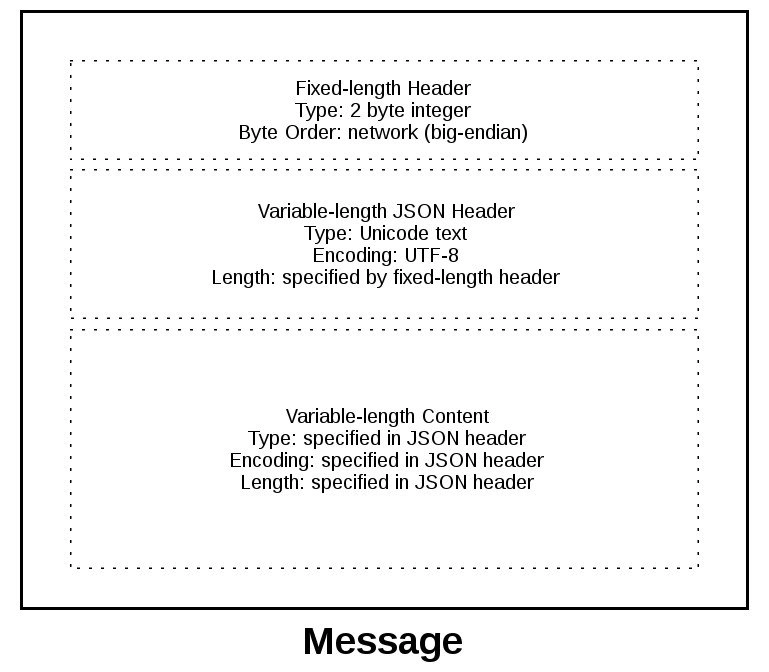 Fixed-length Header
Type: 2 byte integer
Byte Order: network (big-endian)
Variable-length JSON Header
Type: Unicode text
Encoding: UTF-8
Length: specified by fixed-length header
Variable-length Content
Type: specified in JSON header
Encoding: specified in JSON header
Length: specified in JSON header
Message